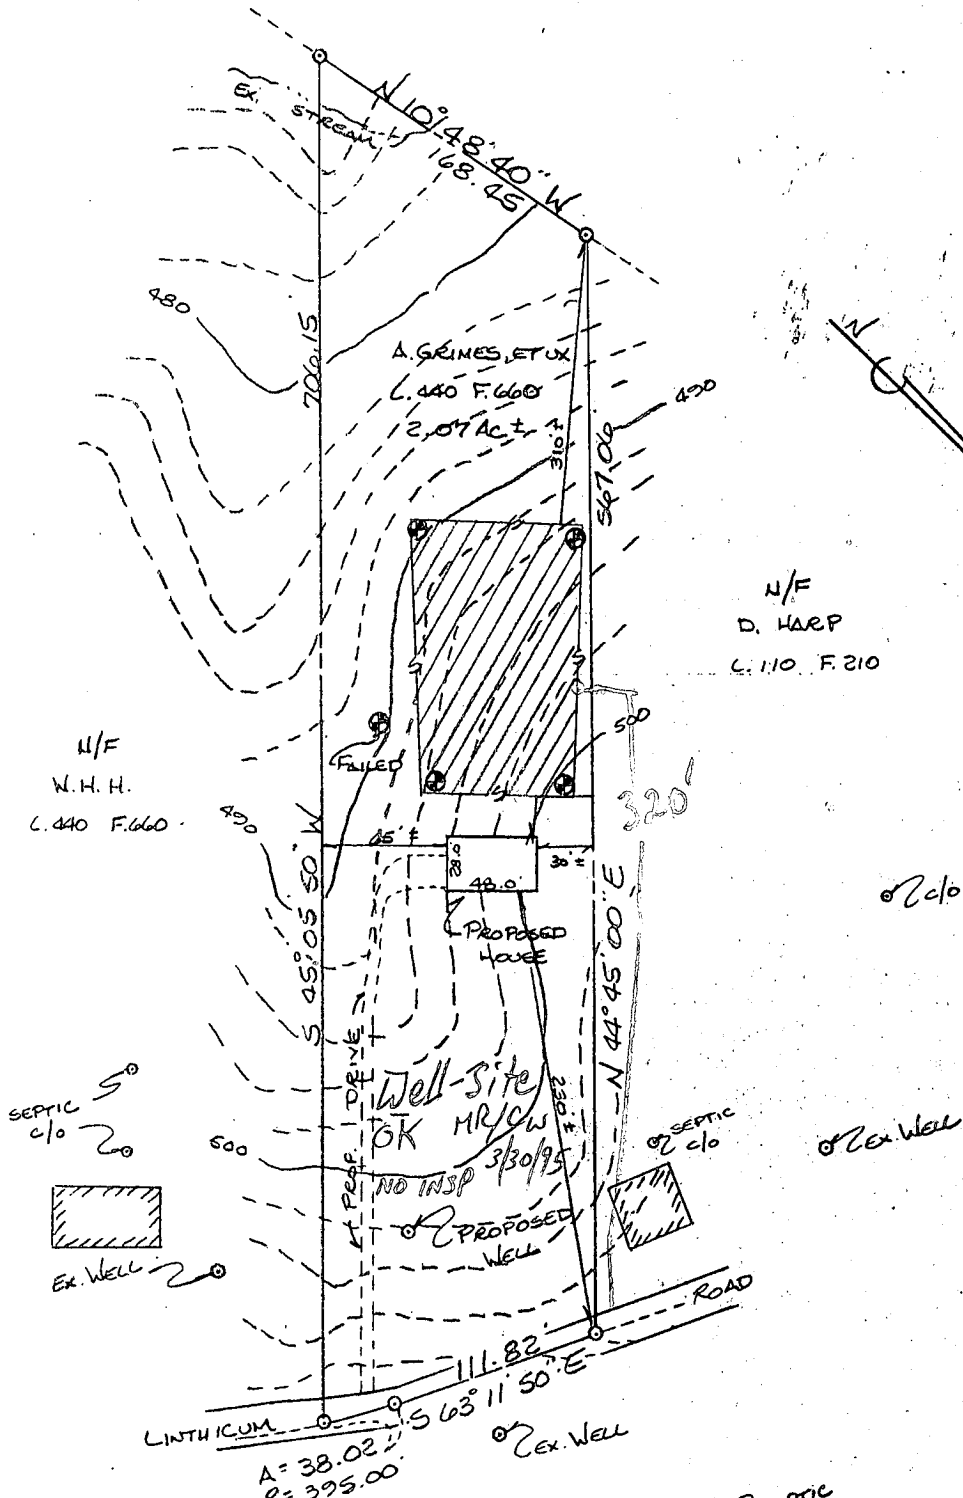 EX. STREAM
N 10° 48' 40" W
168.45
480
706.15
A. GRIMES, ET UX
L. 440 F. 660
2.07 AC ±
310' ±
567.06
490
N
N/F
D. HARP
L. 110 F. 210
500
FAILED
N/F
W. H. H.
L. 440 F. 660
320'
490
65' ±
28.0
48.0
30' ±
S 45° 05' 50" W
PROPOSED
HOUSE
N 44° 45' 00" E
c/o
PROP. DRIVE
Well-Site
OK MR/CW
3/30/95
NO INSP
230' ±
SEPTIC
c/o
500
SEPTIC
c/o
EX. WELL
PROPOSED
WELL
EX. WELL
ROAD
111.82'
S 63° 11' 50" E
LINTHICUM
EX. WELL
A = 38.02'
R = 395.00'